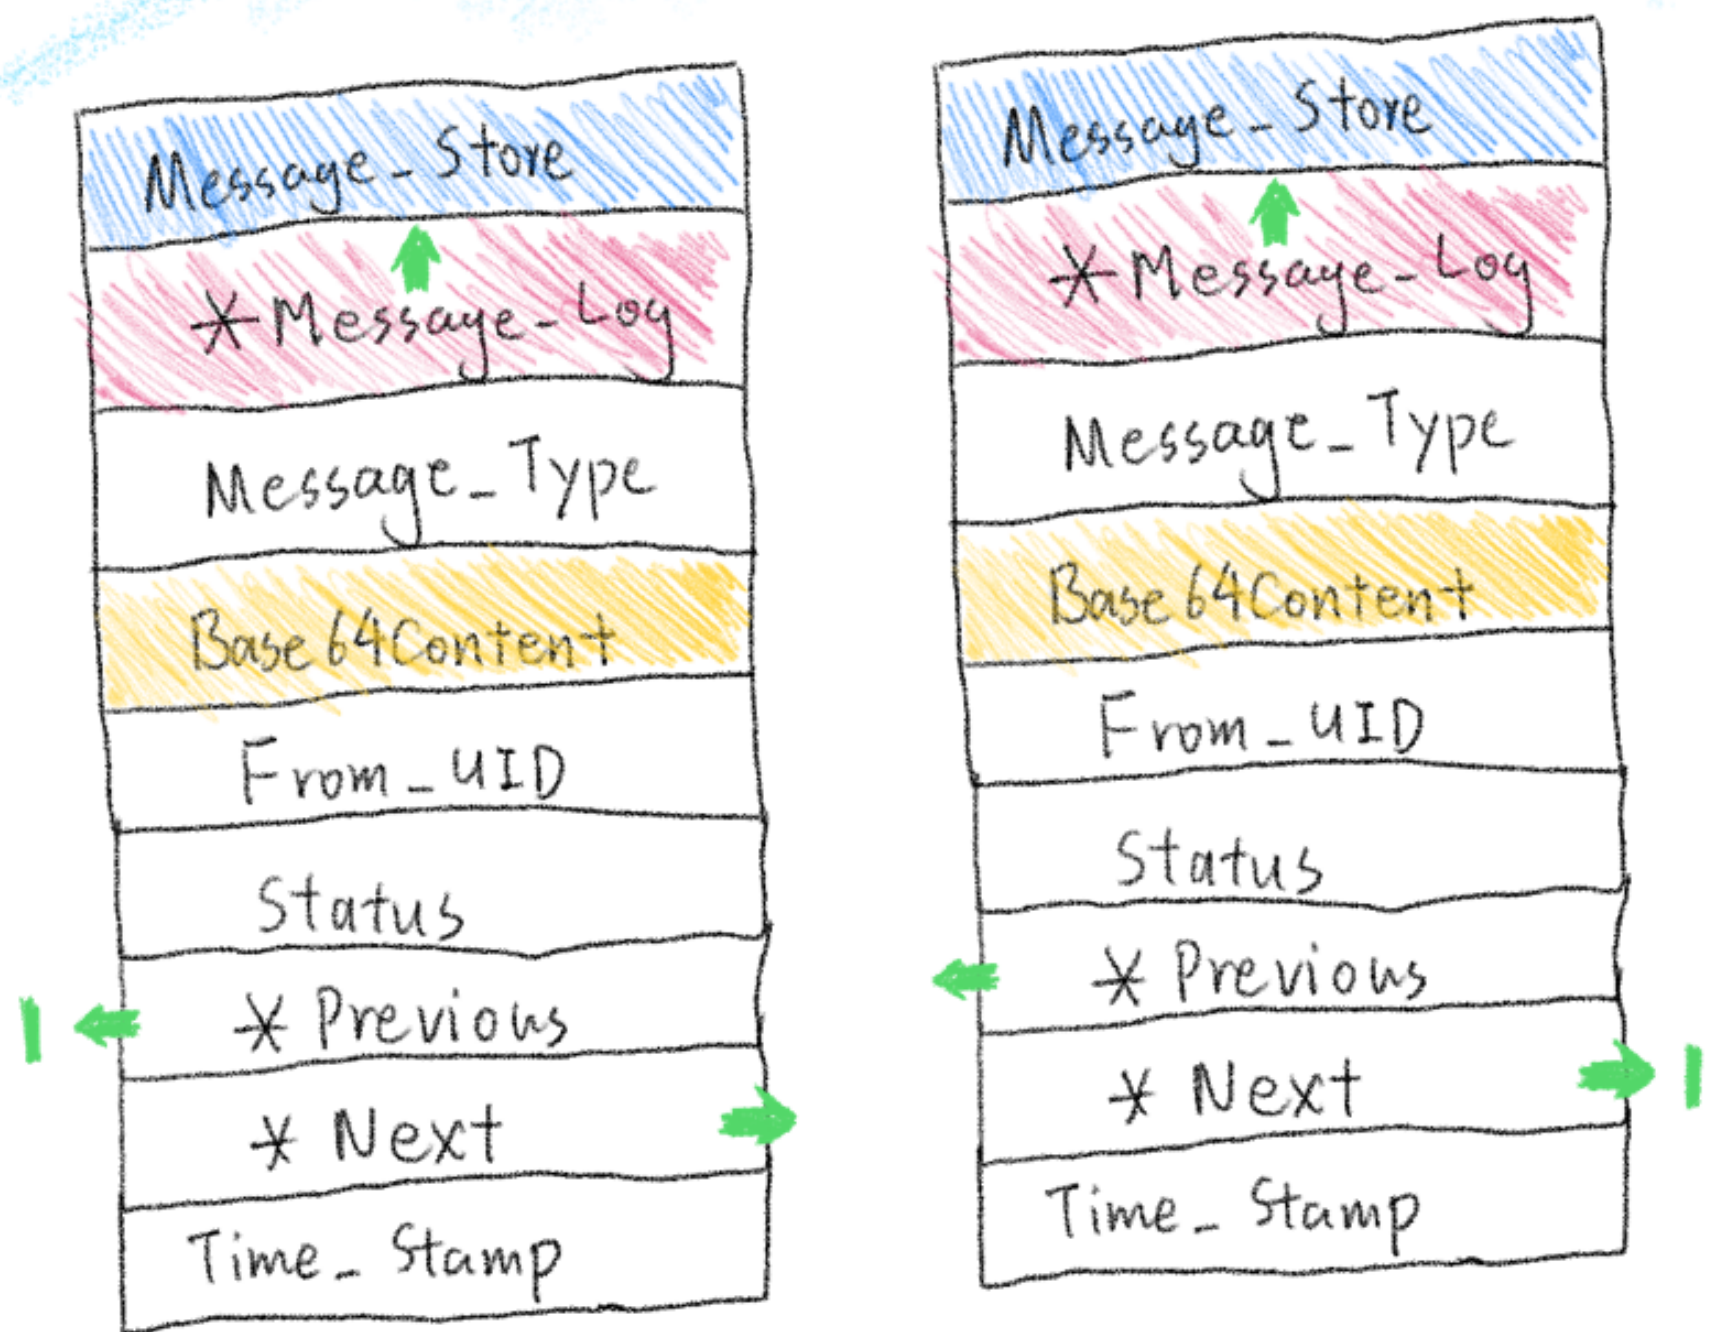 Message_Store
*Message_Log
Message_Type
Base64Content
From_UID
Status
*Previous
*Next
Time_Stamp
Message_Store
*Message_Log
Message_Type
Base64Content
From_UID
Status
*Previous
*Next
Time_Stamp